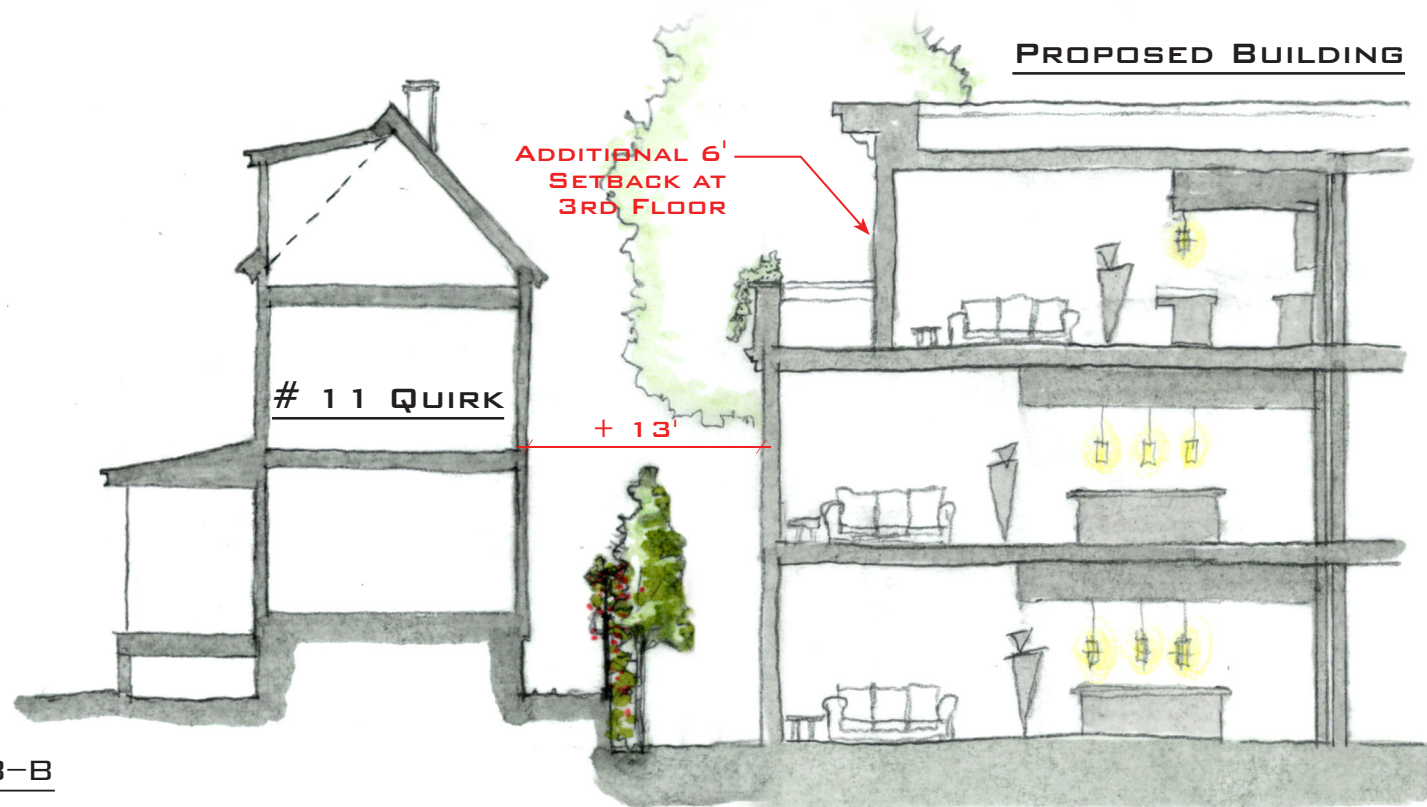 PROPOSED BUILDING
ADDITIONAL 6'
SETBACK AT
3RD FLOOR
# 11 QUIRK
+ 13'
B-B